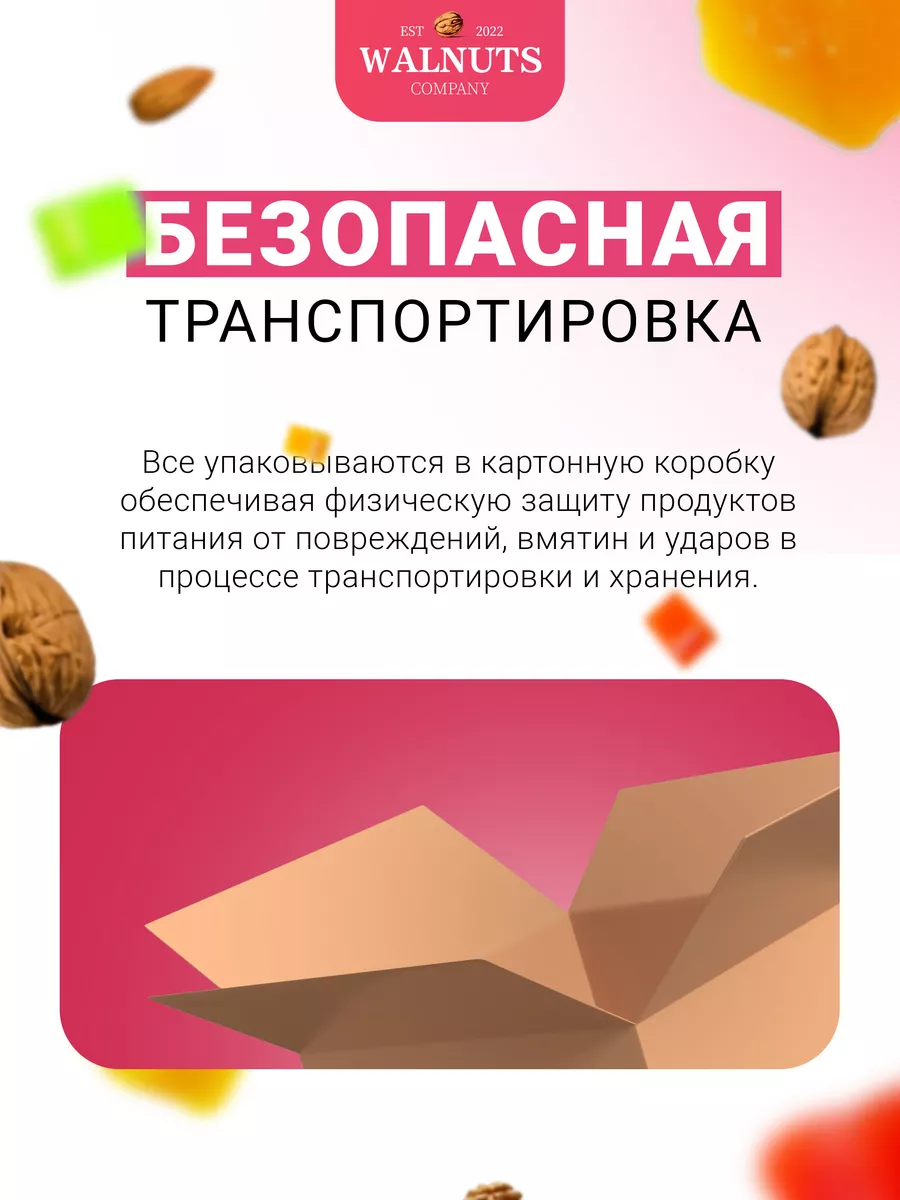 EST 2022
WALNUTS
COMPANY
БЕЗОПАСНАЯ
ТРАНСПОРТИРОВКА
Все упаковываются в картонную коробку
обеспечивая физическую защиту продуктов
питания от повреждений, вмятин и ударов в
процессе транспортировки и хранения.